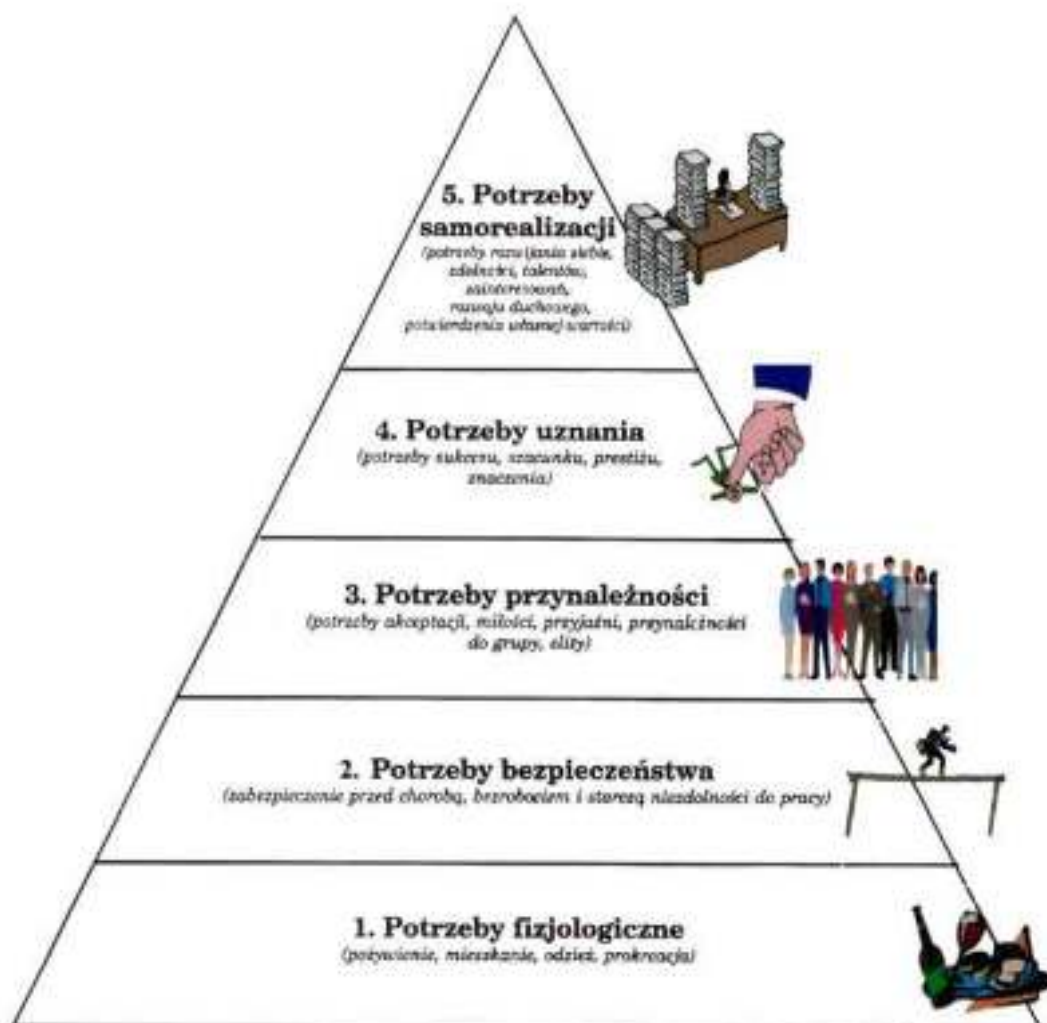 5. Potrzeby
samorealizacji
(potrzeby rozwijania siebie,
zdolności, talentów,
zainteresowań,
rozwoju duchowego,
potwierdzenia własnej wartości)
4. Potrzeby uznania
(potrzeby sukcesu, szacunku, prestiżu,
znaczenia)
3. Potrzeby przynależności
(potrzeby akceptacji, miłości, przyjaźni, przynależności
do grupy, elity)
2. Potrzeby bezpieczeństwa
(zabezpieczenie przed chorobą, bezrobociem i starczą niezdolności do pracy)
1. Potrzeby fizjologiczne
(pożywienie, mieszkanie, odzież, prokreacja)